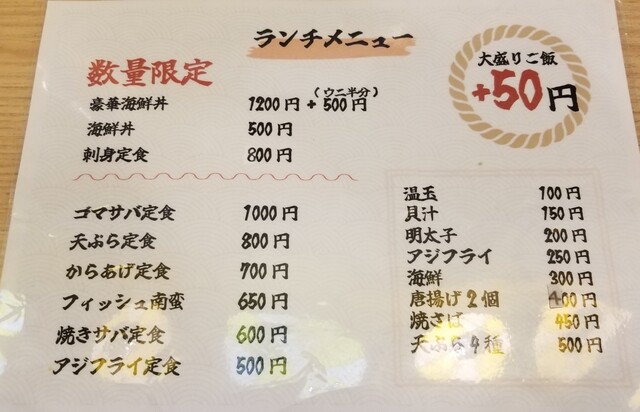 ランチメニュー
大盛りご飯
+50円
数量限定
(ウニ半分)
豪華海鮮丼 1200円 + 500円
海鮮丼 500円
刺身定食 800円
ゴマサバ定食 1000円
天ぷら定食 800円
からあげ定食 700円
フィッシュ南蛮 650円
焼きサバ定食 600円
アジフライ定食 500円
温玉 100円
貝汁 150円
明太子 200円
アジフライ 250円
海鮮 300円
唐揚げ2個 400円
焼さば 450円
天ぷら4種 500円